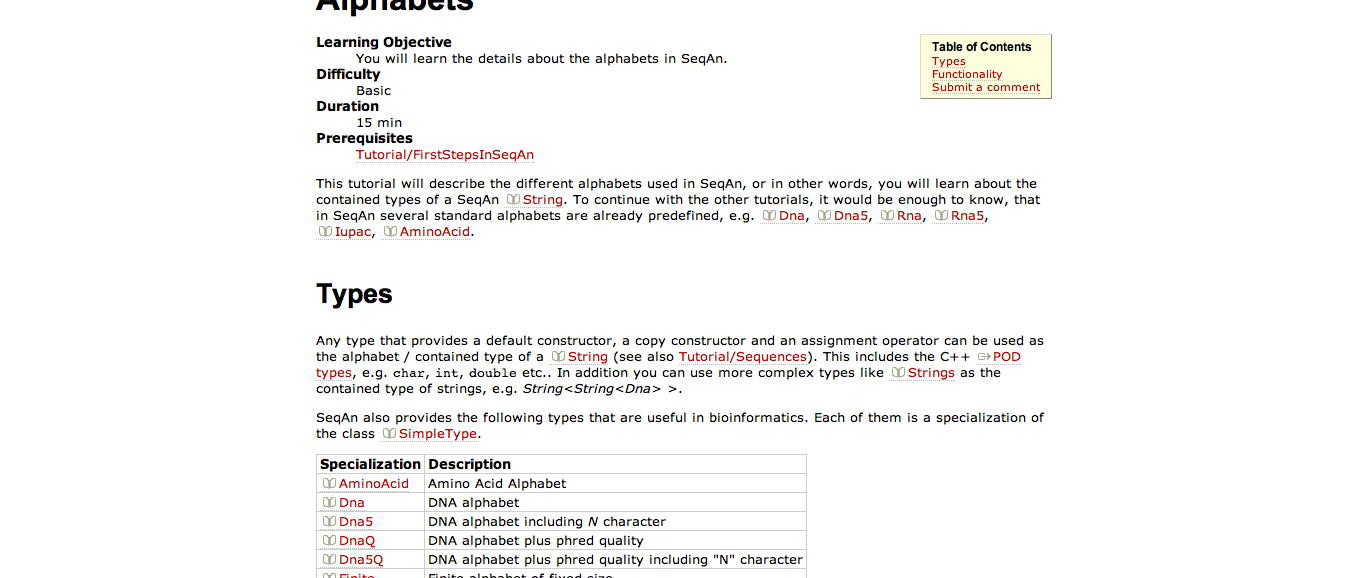 Alphabets
Learning Objective
You will learn the details about the alphabets in SeqAn.
Difficulty
Basic
Duration
15 min
Prerequisites
Tutorial/FirstStepsInSeqAn
Table of Contents
Types
Functionality
Submit a comment
This tutorial will describe the different alphabets used in SeqAn, or in other words, you will learn about the
contained types of a SeqAn String. To continue with the other tutorials, it would be enough to know, that
in SeqAn several standard alphabets are already predefined, e.g. Dna, Dna5, Rna, Rna5,
Iupac, AminoAcid.
Types
Any type that provides a default constructor, a copy constructor and an assignment operator can be used as
the alphabet / contained type of a String (see also Tutorial/Sequences). This includes the C++ POD
types, e.g. char, int, double etc.. In addition you can use more complex types like Strings as the
contained type of strings, e.g. String<String<Dna> >.
SeqAn also provides the following types that are useful in bioinformatics. Each of them is a specialization of
the class SimpleType.
Specialization Description
AminoAcid Amino Acid Alphabet
Dna DNA alphabet
Dna5 DNA alphabet including N character
DnaQ DNA alphabet plus phred quality
Dna5Q DNA alphabet plus phred quality including "N" character
Finite Finite alphabet of fixed size